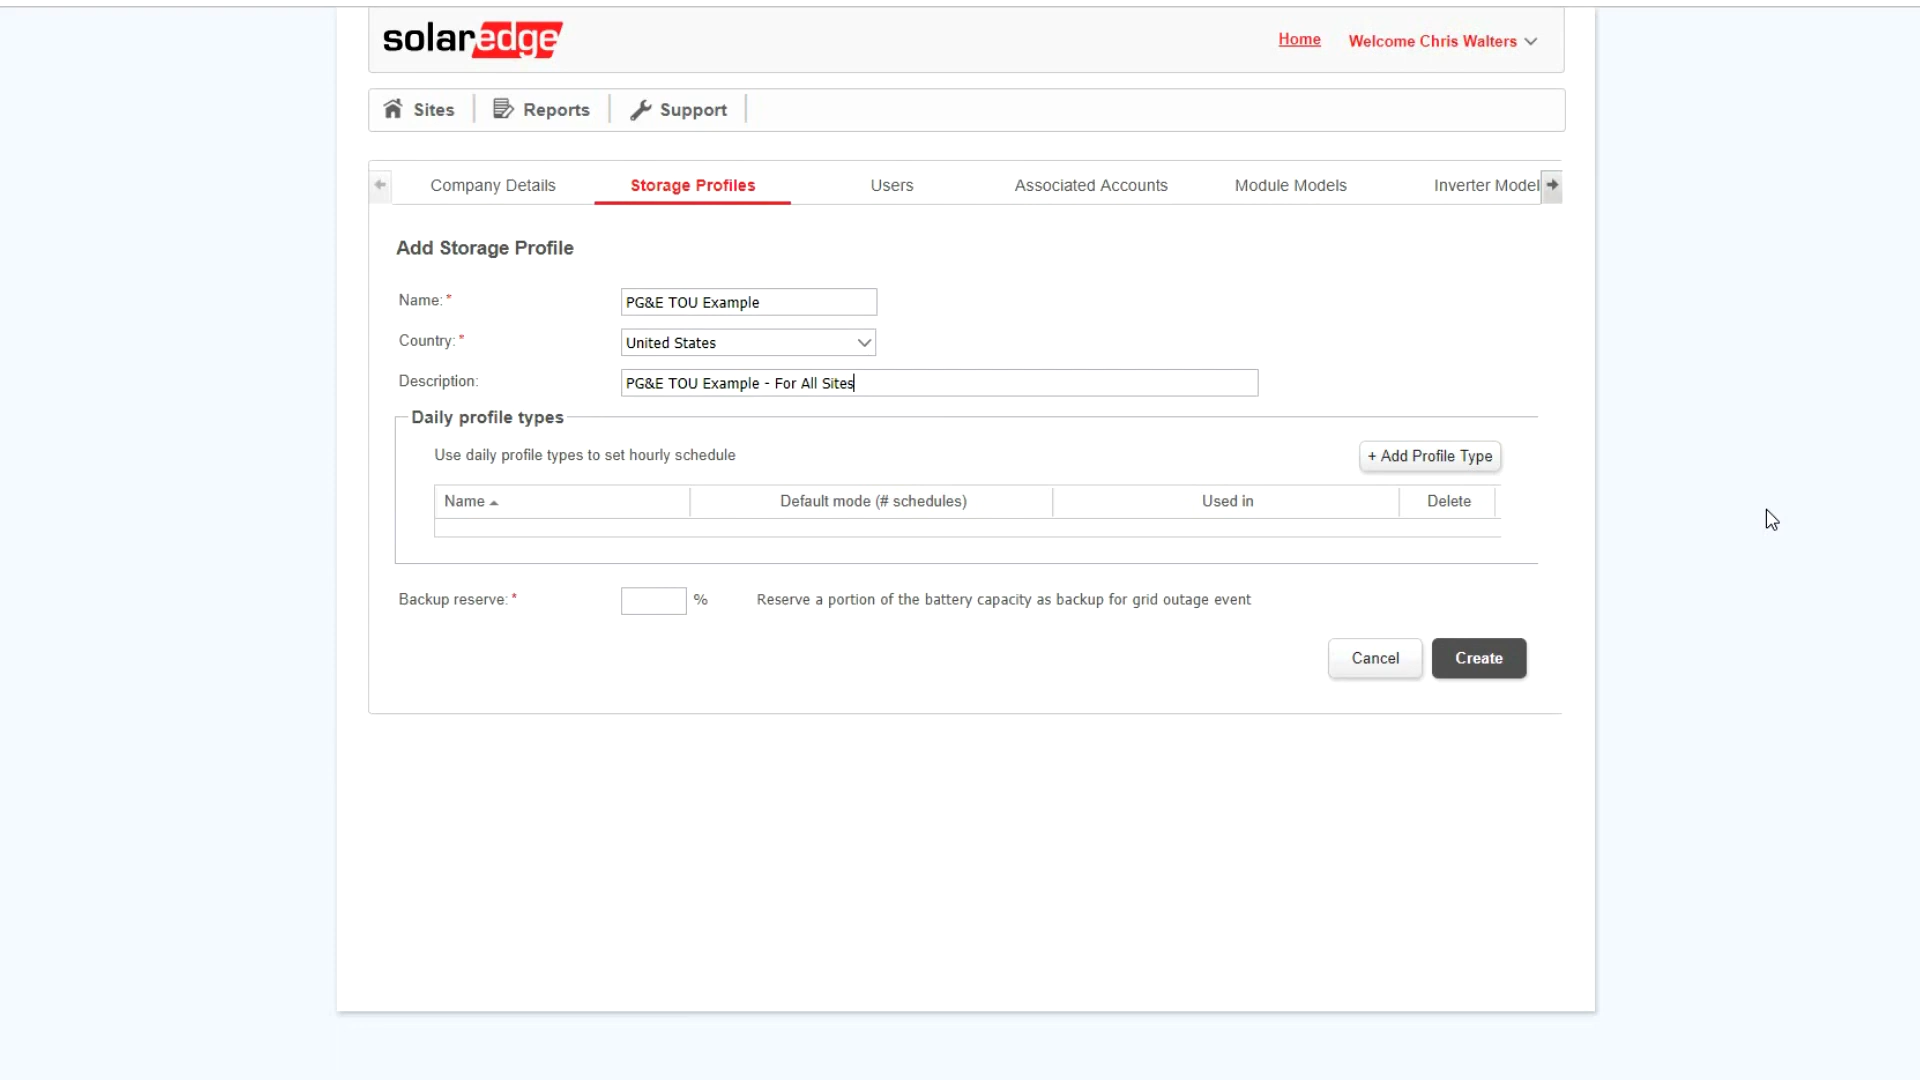 solaredge
Home Welcome Chris Walters
Sites Reports Support
Company Details Storage Profiles Users Associated Accounts Module Models Inverter Model
Add Storage Profile
Name:* PG&E TOU Example
Country:* United States
Description: PG&E TOU Example - For All Sites
Daily profile types
Use daily profile types to set hourly schedule + Add Profile Type
Name Default mode (# schedules) Used in Delete
Backup reserve:* % Reserve a portion of the battery capacity as backup for grid outage event
Cancel Create